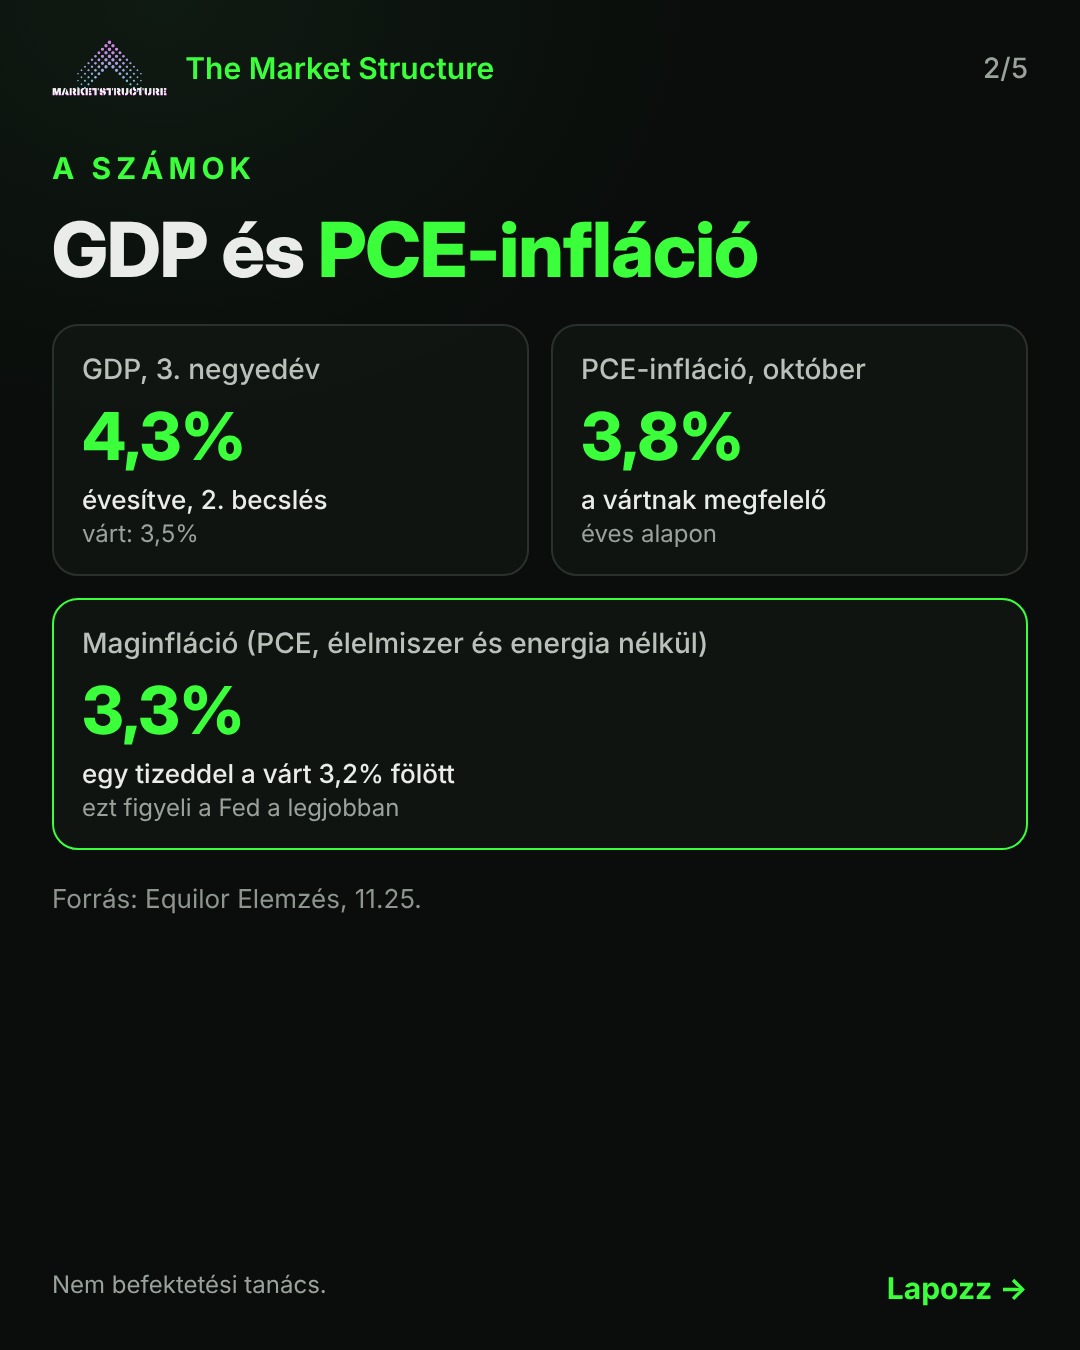 MARKETSTRUCTURE
The Market Structure
2/5
A SZÁMOK
GDP és PCE-infláció
GDP, 3. negyedév
4,3%
évesítve, 2. becslés
várt: 3,5%
PCE-infláció, október
3,8%
a vártnak megfelelő
éves alapon
Maginfláció (PCE, élelmiszer és energia nélkül)
3,3%
egy tizeddel a várt 3,2% fölött
ezt figyeli a Fed a legjobban
Forrás: Equilor Elemzés, 11.25.
Nem befektetési tanács.
Lapozz →